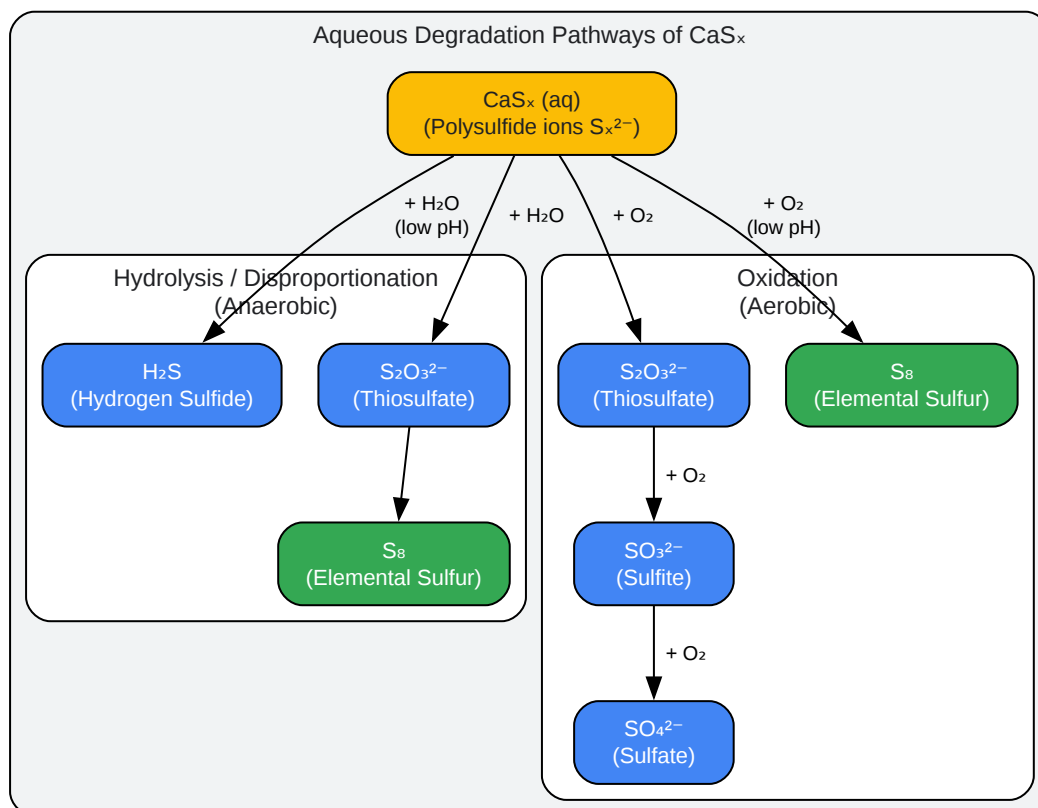 Aqueous Degradation Pathways of CaSₓ
CaSₓ (aq)
(Polysulfide ions Sₓ²⁻)
+ H₂O
(low pH)
+ H₂O
+ O₂
+ O₂
(low pH)
Hydrolysis / Disproportionation
(Anaerobic)
Oxidation
(Aerobic)
H₂S
(Hydrogen Sulfide)
S₂O₃²⁻
(Thiosulfate)
S₂O₃²⁻
(Thiosulfate)
S₈
(Elemental Sulfur)
+ O₂
S₈
(Elemental Sulfur)
SO₃²⁻
(Sulfite)
+ O₂
SO₄²⁻
(Sulfate)